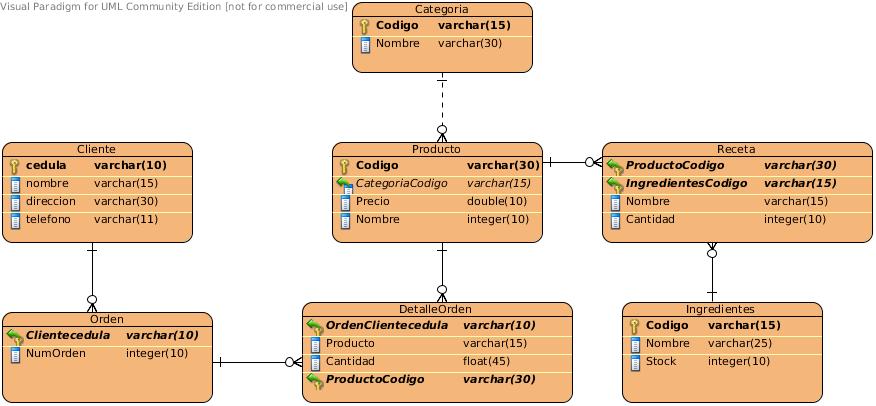 Visual Paradigm for UML Community Edition [not for commercial use]
Categoria
Codigo varchar(15)
Nombre varchar(30)
Cliente
cedula varchar(10)
nombre varchar(15)
direccion varchar(30)
telefono varchar(11)
Producto
Codigo varchar(30)
CategoriaCodigo varchar(15)
Precio double(10)
Nombre integer(10)
Receta
ProductoCodigo varchar(30)
IngredientesCodigo varchar(15)
Nombre varchar(15)
Cantidad integer(10)
Orden
Clientecedula varchar(10)
NumOrden integer(10)
DetalleOrden
OrdenClientecedula varchar(10)
Producto varchar(15)
Cantidad float(45)
ProductoCodigo varchar(30)
Ingredientes
Codigo varchar(15)
Nombre varchar(25)
Stock integer(10)